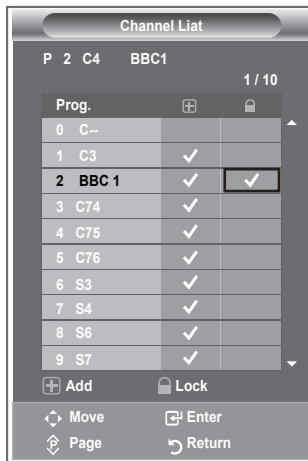 Channel Liat
P 2 C4 BBC1
1 / 10
Prog.
0 C--
1 C3
2 BBC 1
3 C74
4 C75
5 C76
6 S3
7 S4
8 S6
9 S7
Add Lock
Move Enter
P Page Return